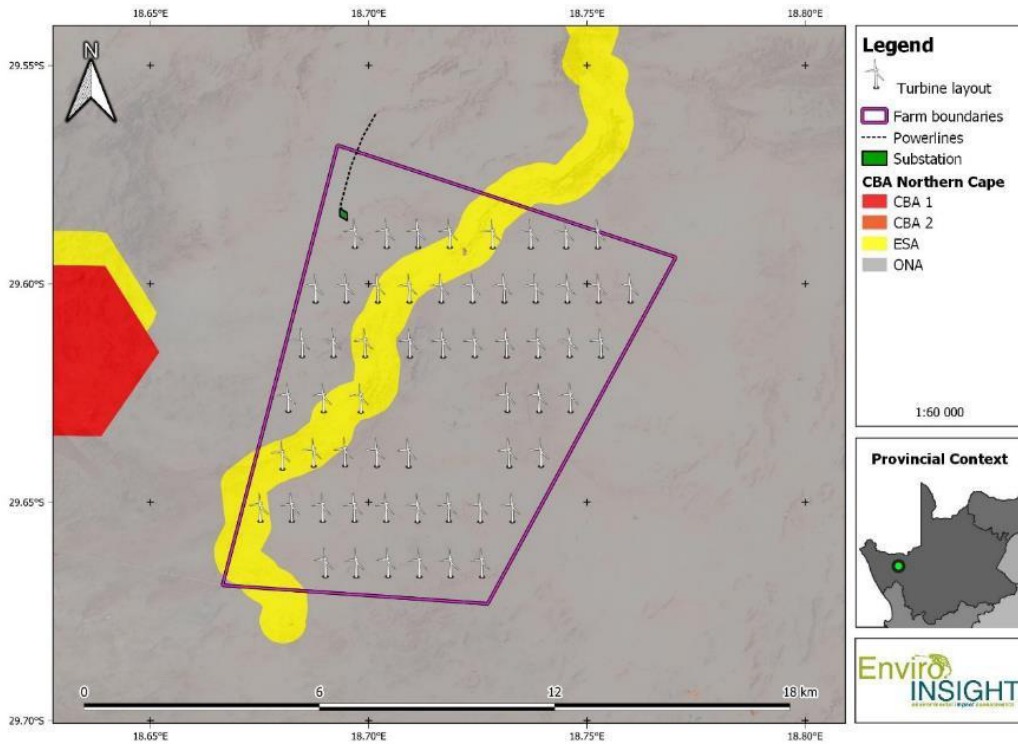 18.65°E 18.70°E 18.75°E 18.80°E
N
29.55°S
29.60°S
29.65°S
29.70°S
0 6 12 18 km
18.65°E 18.70°E 18.75°E 18.80°E
Legend
Turbine layout
Farm boundaries
Powerlines
Substation
CBA Northern Cape
CBA 1
CBA 2
ESA
ONA
1:60 000
Provincial Context
Enviro
INSIGHT